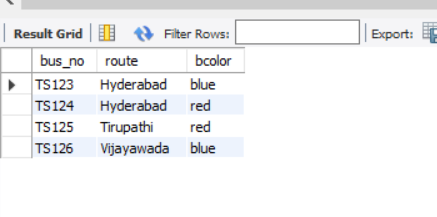 Result Grid Filter Rows: Export:
bus_no route bcolor
TS123 Hyderabad blue
TS124 Hyderabad red
TS125 Tirupathi red
TS126 Vijayawada blue